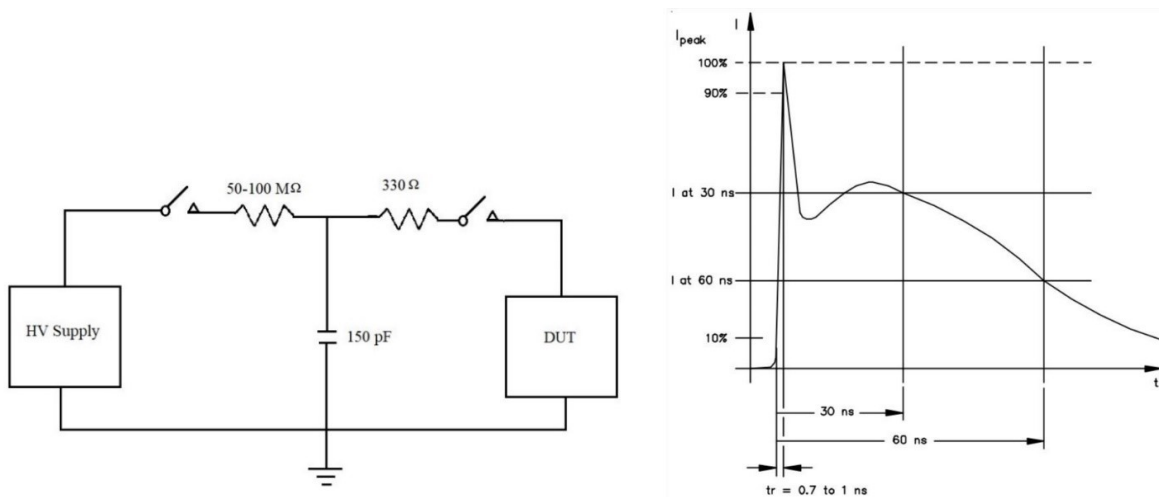 50-100 MΩ
330 Ω
HV Supply
150 pF
DUT
I
Ipeak
100%
90%
I at 30 ns
I at 60 ns
10%
t
30 ns
60 ns
tr = 0.7 to 1 ns